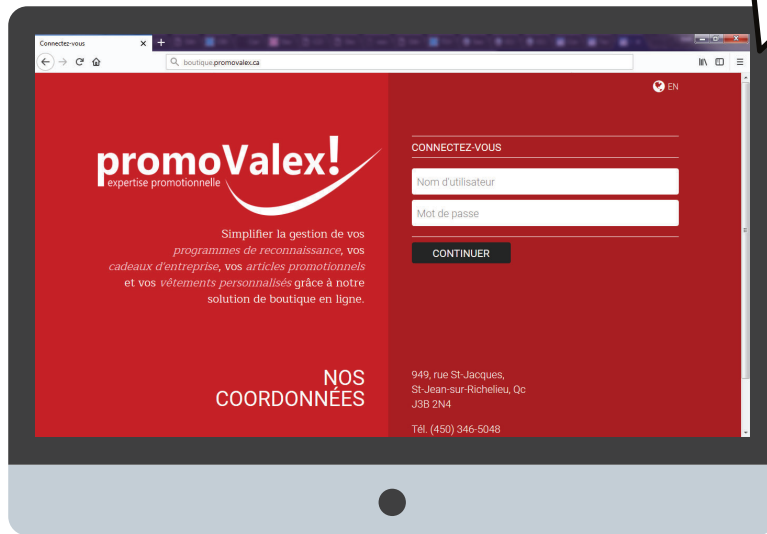 Connectez-vous
boutique.promovalex.ca
EN
promoValex!
expertise promotionnelle
Simplifier la gestion de vos
programmes de reconnaissance, vos
cadeaux d'entreprise, vos articles promotionnels
et vos vêtements personnalisés grâce à notre
solution de boutique en ligne.
CONNECTEZ-VOUS
Nom d'utilisateur
Mot de passe
CONTINUER
NOS
COORDONNÉES
949, rue St-Jacques,
St-Jean-sur-Richelieu, Qc
J3B 2N4
Tél. (450) 346-5048